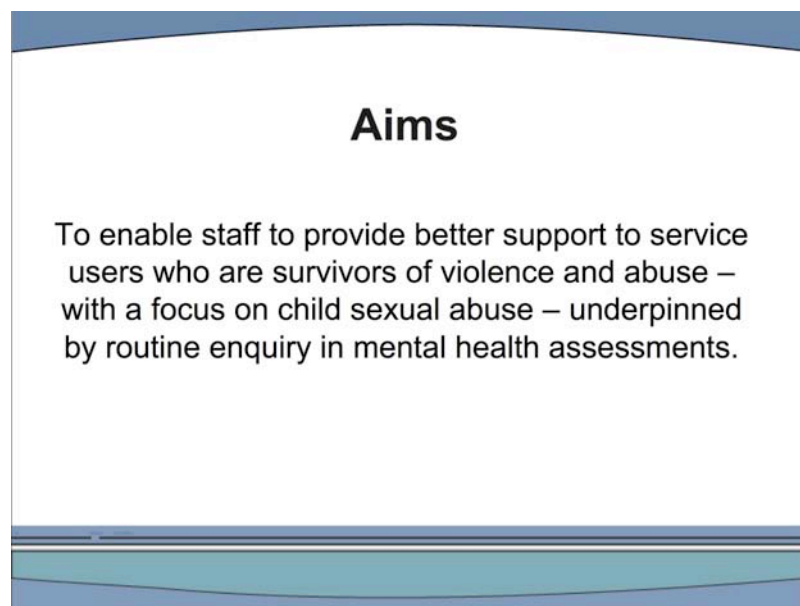 Aims
To enable staff to provide better support to service
users who are survivors of violence and abuse –
with a focus on child sexual abuse – underpinned
by routine enquiry in mental health assessments.